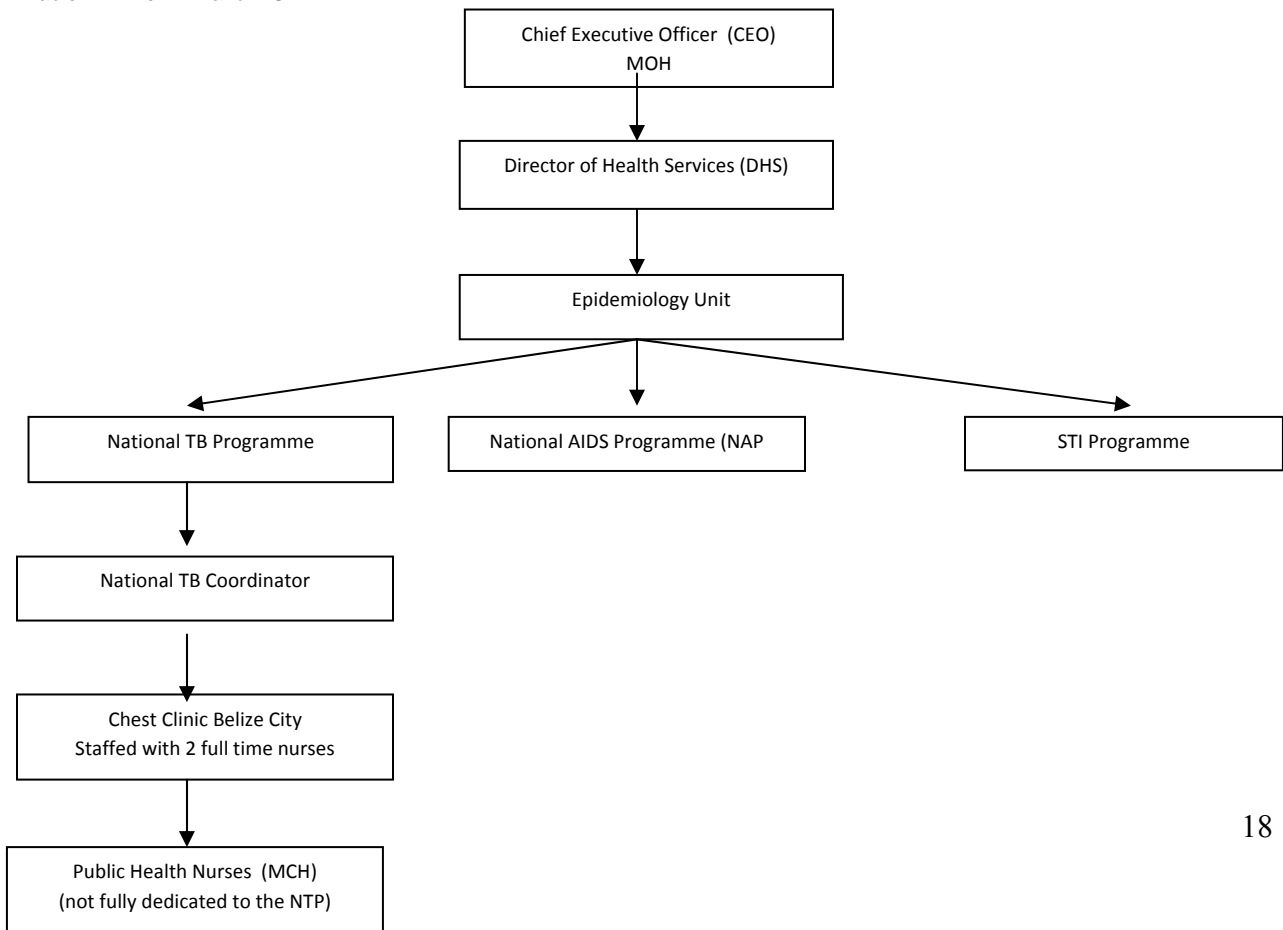 Chief Executive Officer (CEO)
MOH
Director of Health Services (DHS)
Epidemiology Unit
National TB Programme
National AIDS Programme (NAP
STI Programme
National TB Coordinator
Chest Clinic Belize City
Staffed with 2 full time nurses
18
Public Health Nurses (MCH)
(not fully dedicated to the NTP)